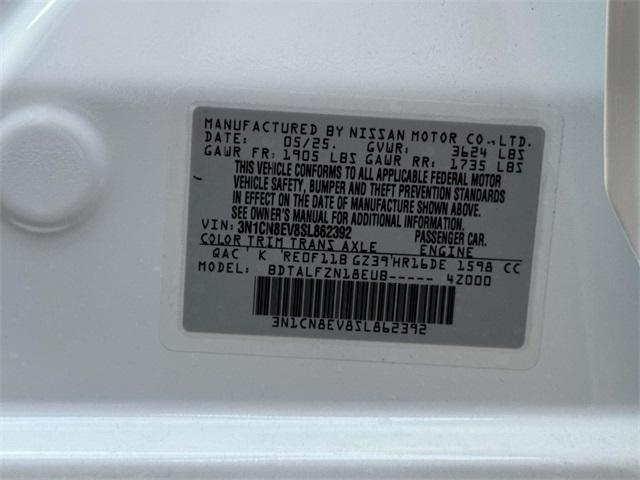 MANUFACTURED BY NISSAN MOTOR CO.,LTD.
DATE: 05/25. GVWR: 3624 LBS
GAWR FR: 1905 LBS GAWR RR: 1735 LBS
THIS VEHICLE CONFORMS TO ALL APPLICABLE FEDERAL MOTOR
VEHICLE SAFETY, BUMPER AND THEFT PREVENTION STANDARDS
IN EFFECT ON THE DATE OF MANUFACTURE SHOWN ABOVE.
SEE OWNER'S MANUAL FOR ADDITIONAL INFORMATION.
VIN: 3N1CN8EV8SL862392 PASSENGER CAR.
COLOR TRIM TRANS AXLE ENGINE
QAC K RE0F11B GZ39 HR16DE 1598 CC
MODEL: BDTALFZN18EUB----- 4Z000
3N1CN8EV8SL862392